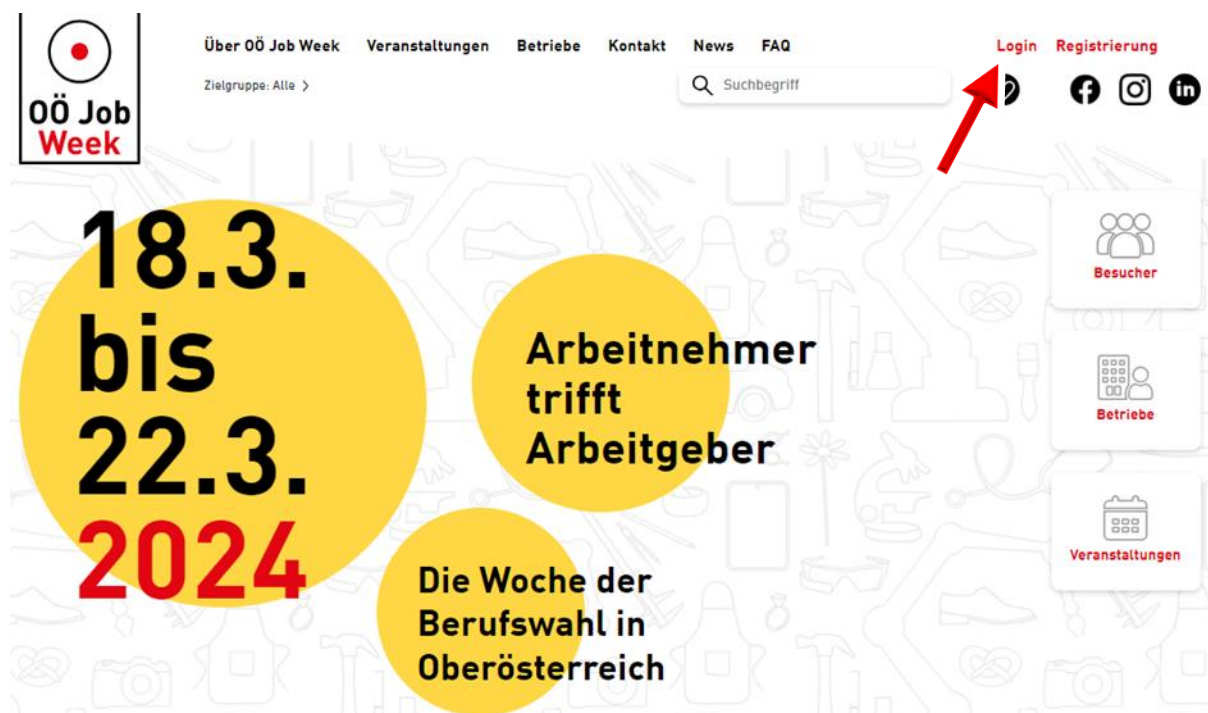 OÖ Job
Week
Über OÖ Job Week Veranstaltungen Betriebe Kontakt News FAQ
Login Registrierung
Zielgruppe: Alle >
Suchbegriff
18.3.
bis
22.3.
2024
Arbeitnehmer
trifft
Arbeitgeber
Die Woche der
Berufswahl in
Oberösterreich
Besucher
Betriebe
Veranstaltungen